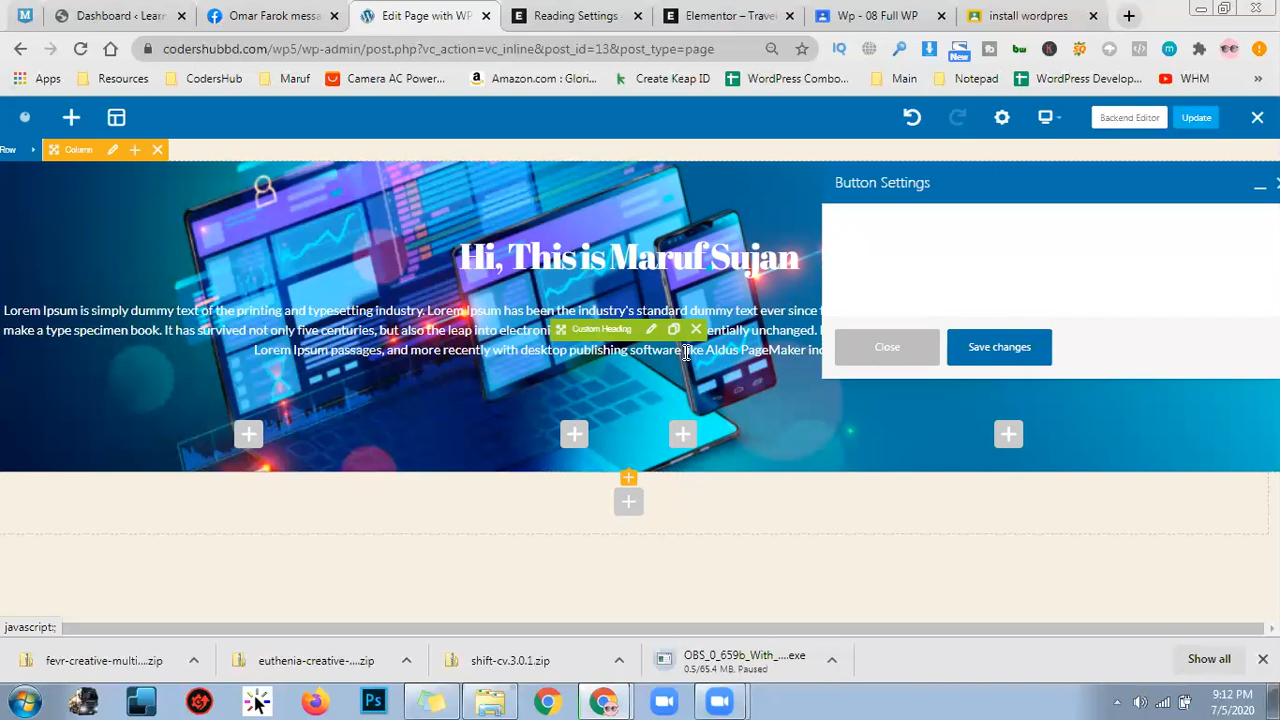 Dashboard ‹ Learn
Omar Farok messa
Edit Page with WP
Reading Settings
Elementor – Trave
Wp - 08 Full WP
install wordpres
codershubbd.com/wp5/wp-admin/post.php?vc_action=vc_inline&post_id=13&post_type=page
New
Apps
Resources
CodersHub
Maruf
Camera AC Powe...
Amazon.com : Glori...
Create Keap ID
WordPress Combo...
Main
Notepad
WordPress Develop...
WHM
Backend Editor
Update
Row
Column
Button Settings
Hi, This is Maruf Sujan
Lorem Ipsum is simply dummy text of the printing and typesetting industry. Lorem Ipsum has been the industry's standard dummy text ever since
make a type specimen book. It has survived not only five centuries, but also the leap into electroni
entially unchanged.
Custom Heading
Lorem Ipsum passages, and more recently with desktop publishing software like Aldus PageMaker inc
Close
Save changes
javascript:;
fevr-creative-multi....zip
euthenia-creative-....zip
shift-cv.3.0.1.zip
OBS_0_659b_With_....exe
0.5/65.4 MB, Paused
Show all
9:12 PM
7/5/2020